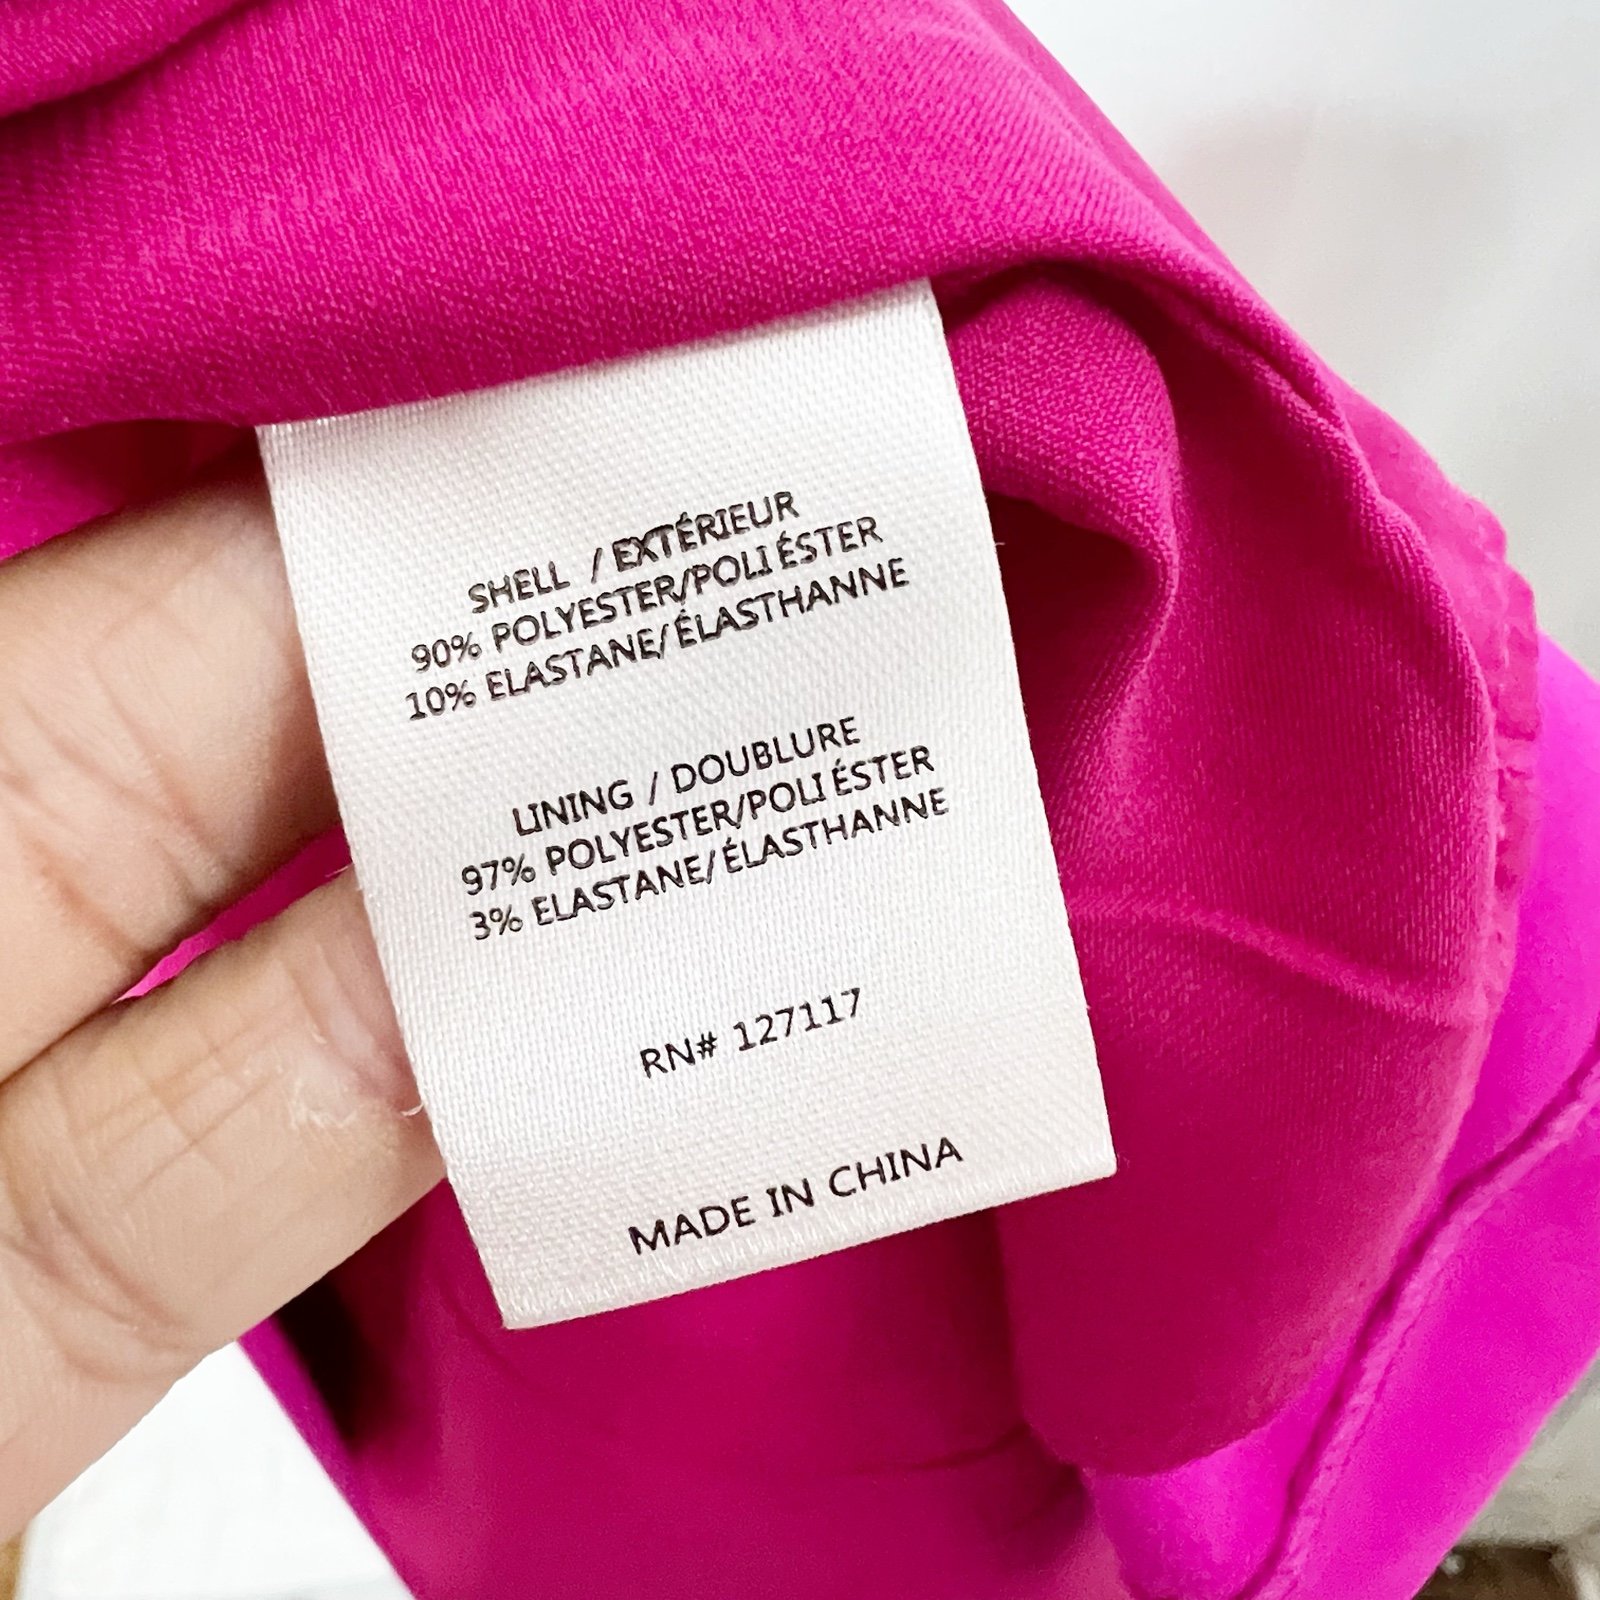 SHELL / EXTÉRIEUR
90% POLYESTER/POLI ÉSTER
10% ELASTANE/ÉLASTHANNE
LINING / DOUBLURE
97% POLYESTER/POLI ÉSTER
3% ELASTANE/ÉLASTHANNE
RN# 127117
MADE IN CHINA